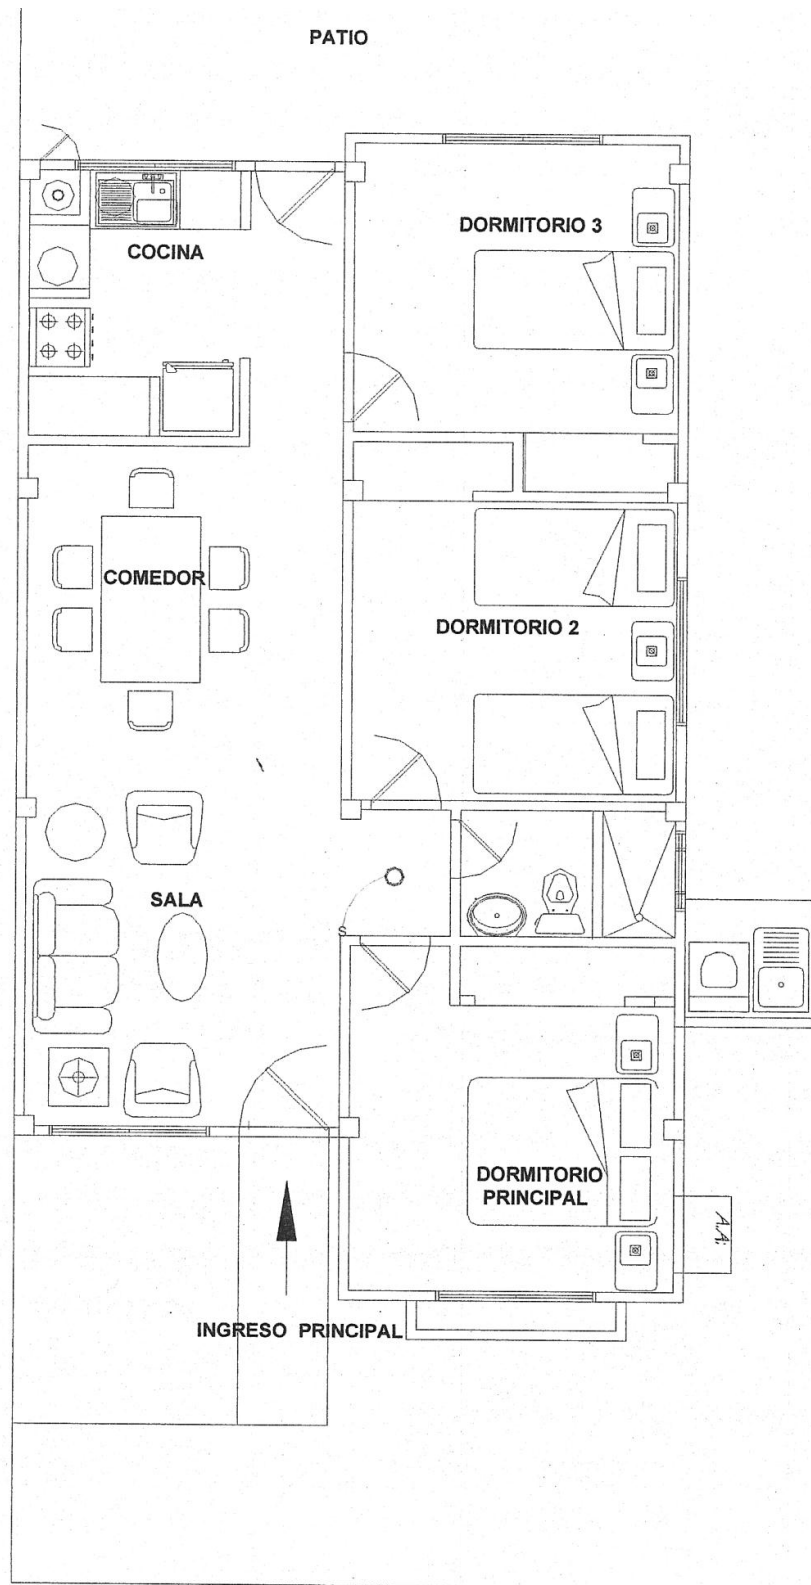 PATIO
DORMITORIO 3
COCINA
COMEDOR
DORMITORIO 2
SALA
S
DORMITORIO
PRINCIPAL
A.A.
INGRESO PRINCIPAL